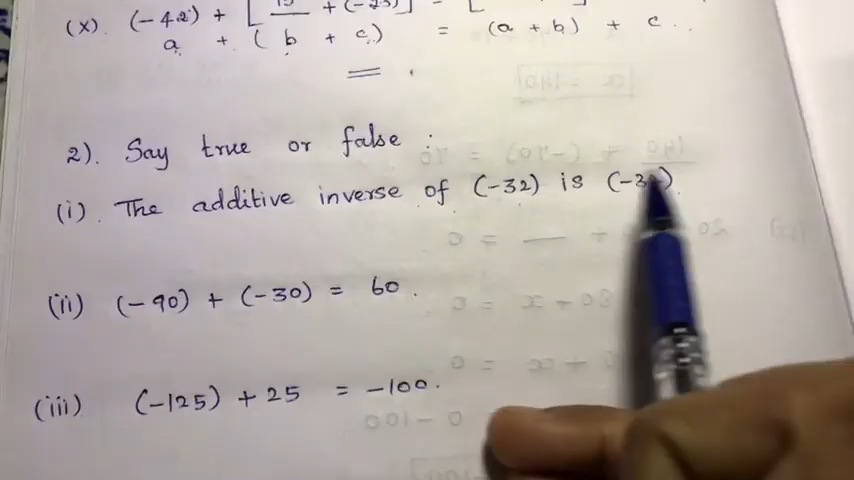 (x). (-42) + [ + (-23)] = [
a + ( b + c ) = (a + b) + c .
2). Say true or false :
(i). The additive inverse of (-32) is (-32)
(ii) (-90) + (-30) = 60 .
(iii) (-125) + 25 = -100.